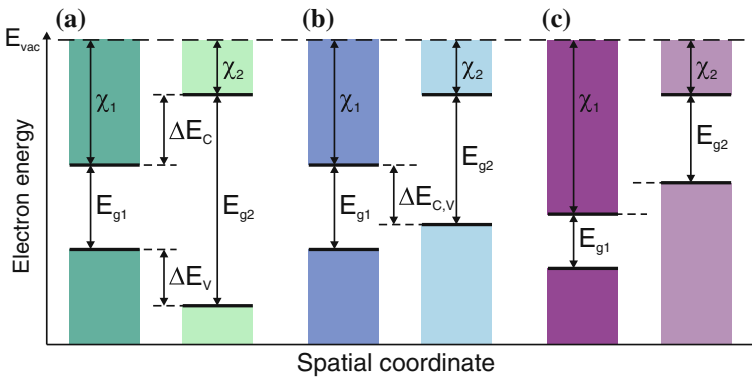 (a) (b) (c)
E_vac
χ₁ χ₂ χ₁ χ₂ χ₁ χ₂
ΔE_C
E_g1 E_g2 E_g1 E_g2 E_g1 E_g2
ΔE_C,V
ΔE_V
Electron energy
Spatial coordinate